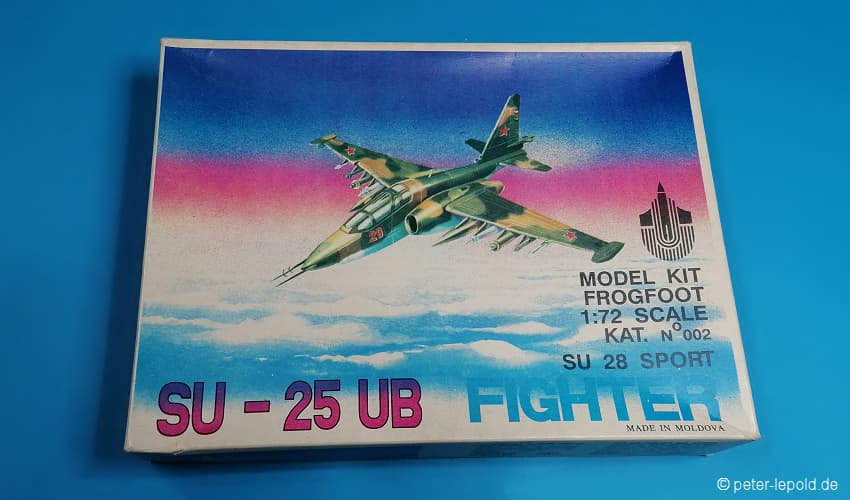 20
MODEL KIT
FROGFOOT
1:72 SCALE
KAT. Nº 002
SU 28 SPORT
SU - 25 UB
FIGHTER
MADE IN MOLDOVA
© peter-lepold.de